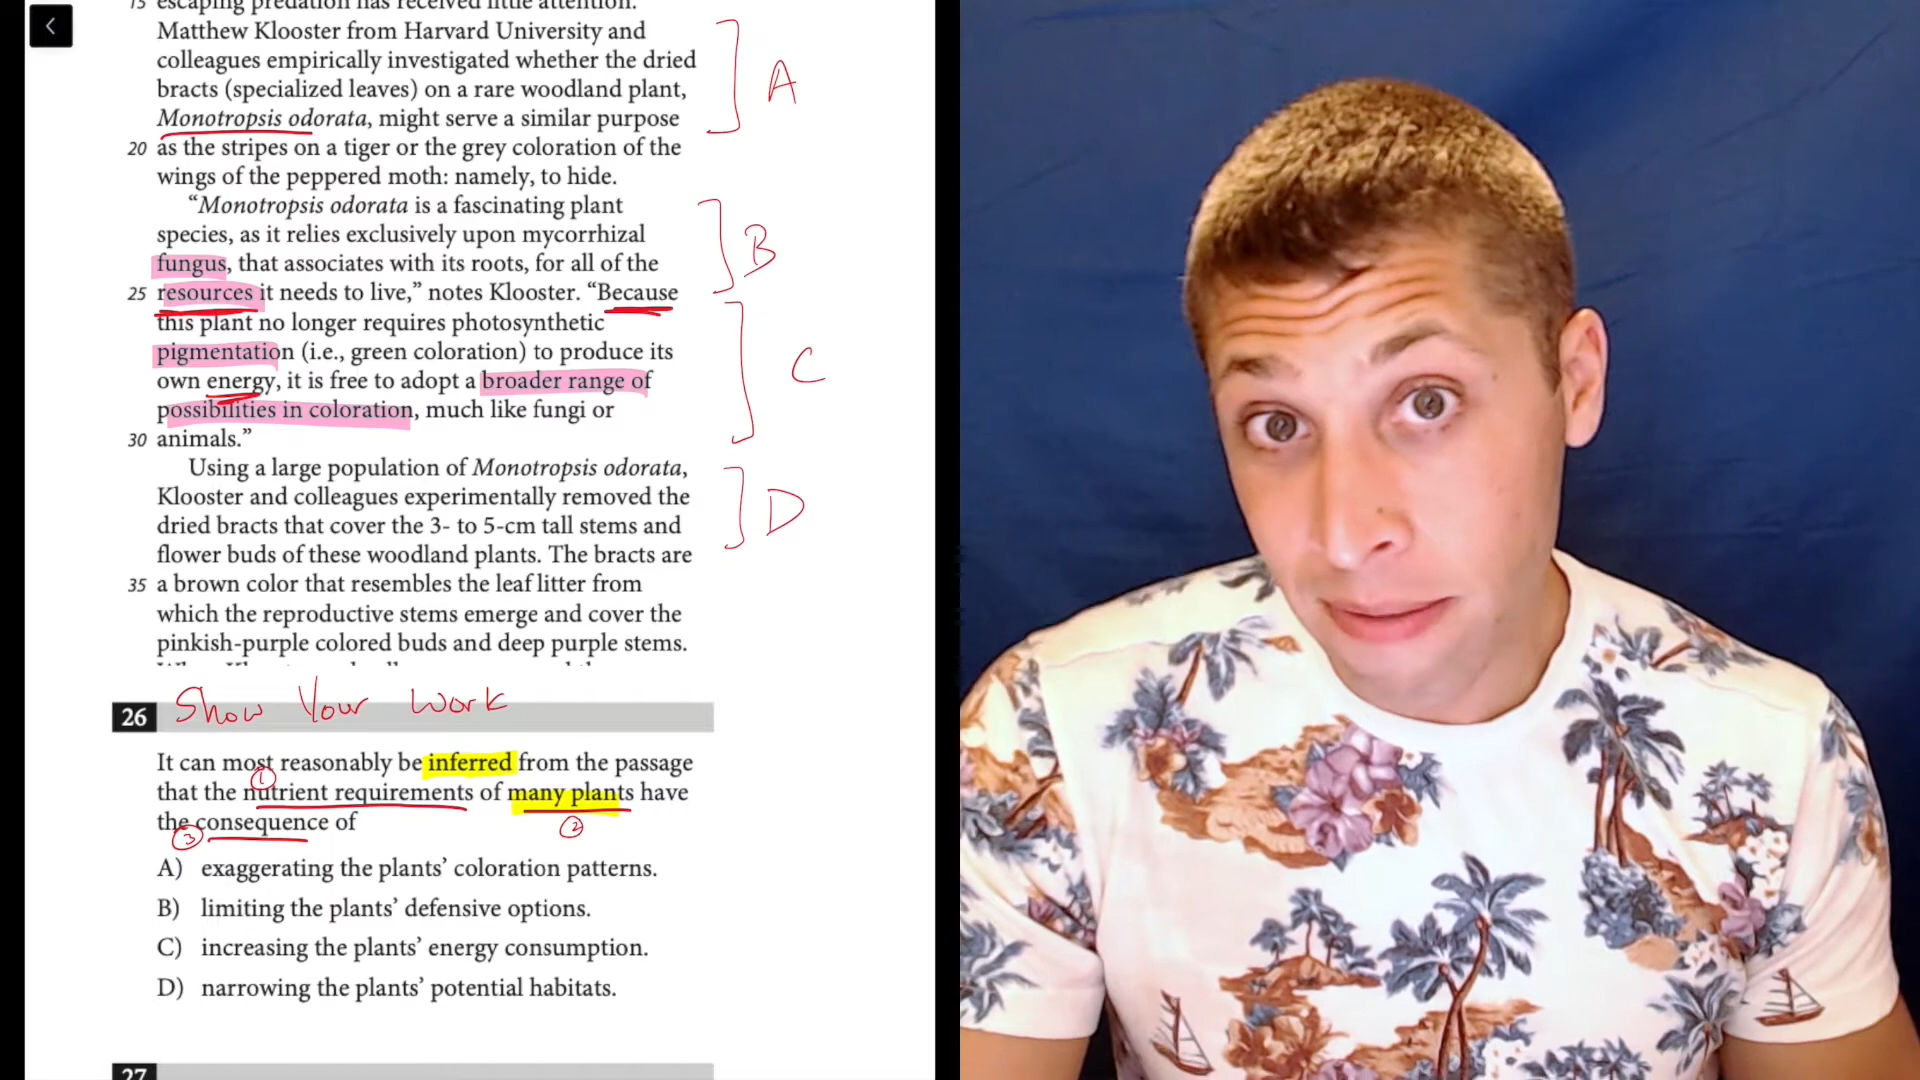 15 escaping predation has received little attention.
Matthew Klooster from Harvard University and
colleagues empirically investigated whether the dried
bracts (specialized leaves) on a rare woodland plant,
Monotropsis odorata, might serve a similar purpose
20 as the stripes on a tiger or the grey coloration of the
wings of the peppered moth: namely, to hide.
A
“Monotropsis odorata is a fascinating plant
species, as it relies exclusively upon mycorrhizal
fungus, that associates with its roots, for all of the
25 resources it needs to live,” notes Klooster. “Because
this plant no longer requires photosynthetic
pigmentation (i.e., green coloration) to produce its
own energy, it is free to adopt a broader range of
possibilities in coloration, much like fungi or
30 animals.”
B
C
Using a large population of Monotropsis odorata,
Klooster and colleagues experimentally removed the
dried bracts that cover the 3- to 5-cm tall stems and
flower buds of these woodland plants. The bracts are
35 a brown color that resembles the leaf litter from
which the reproductive stems emerge and cover the
pinkish-purple colored buds and deep purple stems.
D
26 Show Your Work
It can most reasonably be inferred from the passage
that the nutrient requirements of many plants have
the consequence of
1
2
3
A) exaggerating the plants’ coloration patterns.
B) limiting the plants’ defensive options.
C) increasing the plants’ energy consumption.
D) narrowing the plants’ potential habitats.
27